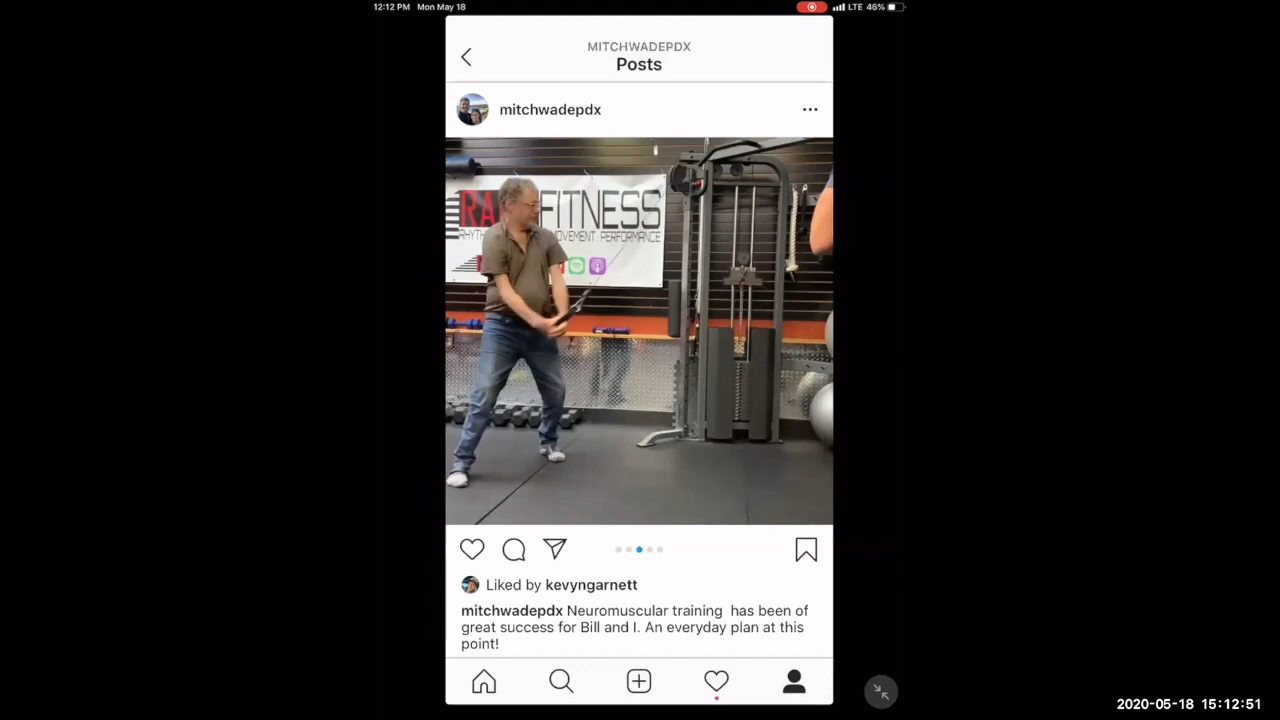 12:12 PM Mon May 18
LTE 46%
MITCHWADEPDX
Posts
mitchwadepdx
RA FITNESS
RHYTH MOVEMENT PERFORMANCE
Liked by kevyngarnett
mitchwadepdx Neuromuscular training has been of
great success for Bill and I. An everyday plan at this
point!
2020-05-18 15:12:51